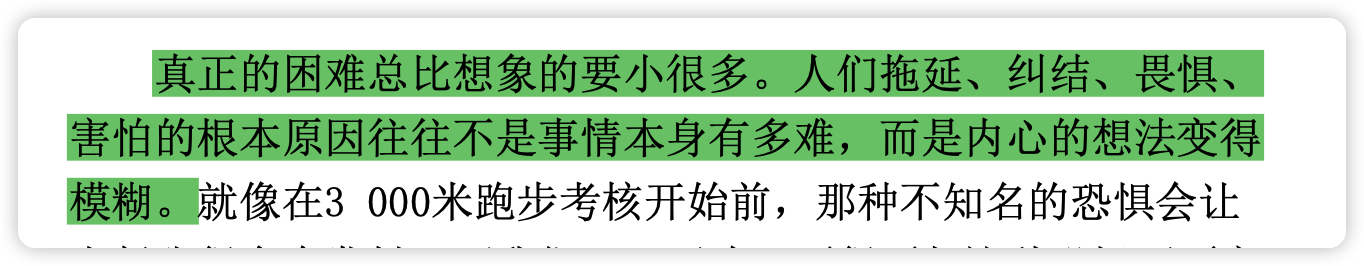 真正的困难总比想象的要小很多。人们拖延、纠结、畏惧、
害怕的根本原因往往不是事情本身有多难，而是内心的想法变得
模糊。就像在3 000米跑步考核开始前，那种不知名的恐惧会让